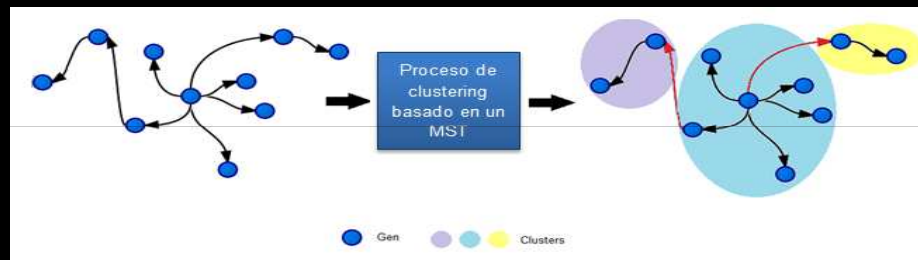 Proceso de
clustering
basado en un
MST
Gen
Clusters